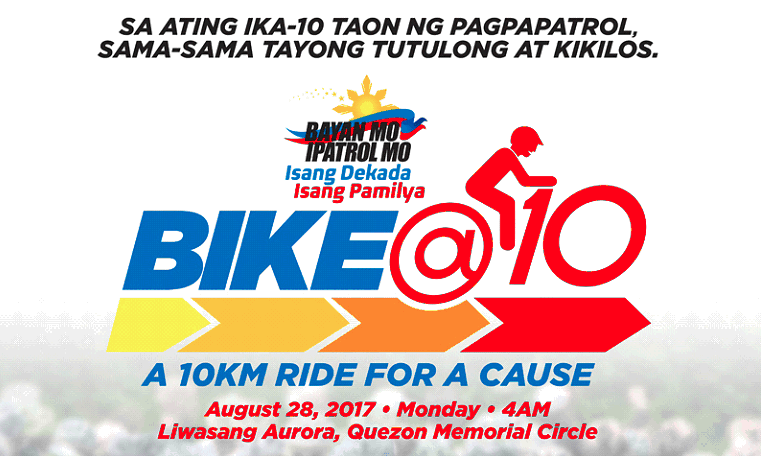 SA ATING IKA-10 TAON NG PAGPAPATROL,
SAMA-SAMA TAYONG TUTULONG AT KIKILOS.
BAYAN MO
IPATROL MO
Isang Dekada
Isang Pamilya
BIKE@10
A 10KM RIDE FOR A CAUSE
August 28, 2017 • Monday • 4AM
Liwasang Aurora, Quezon Memorial Circle